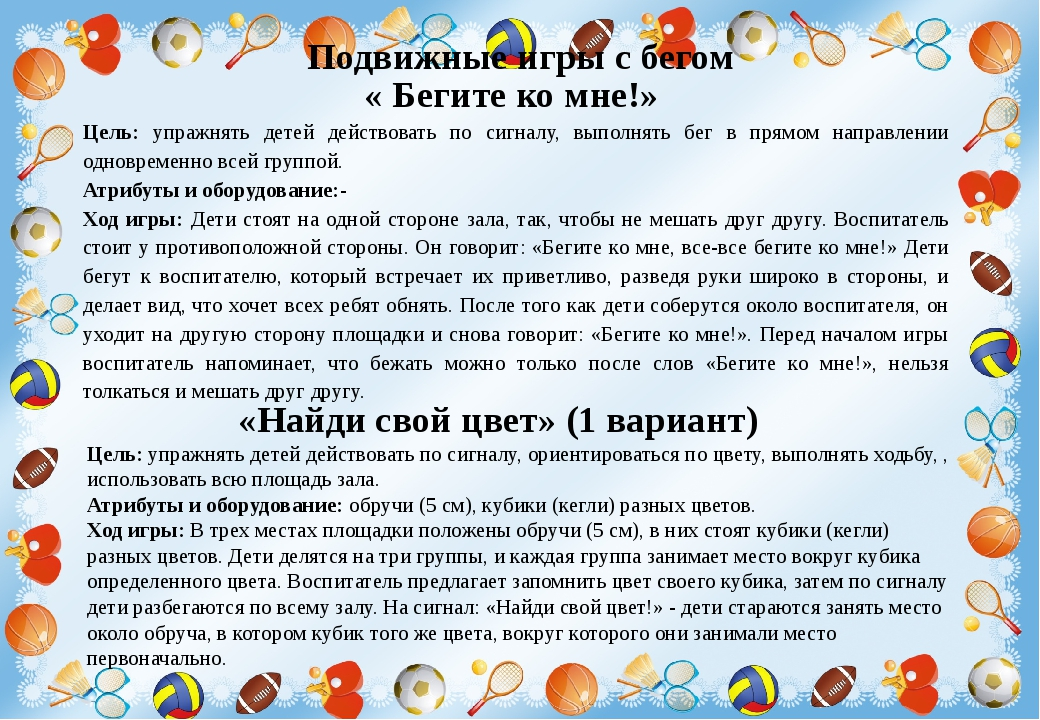 Подвижные игры с бегом
« Бегите ко мне!»
Цель: упражнять детей действовать по сигналу, выполнять бег в прямом направлении
одновременно всей группой.
Атрибуты и оборудование:-
Ход игры: Дети стоят на одной стороне зала, так, чтобы не мешать друг другу. Воспитатель
стоит у противоположной стороны. Он говорит: «Бегите ко мне, все-все бегите ко мне!» Дети
бегут к воспитателю, который встречает их приветливо, разведя руки широко в стороны, и
делает вид, что хочет всех ребят обнять. После того как дети соберутся около воспитателя, он
уходит на другую сторону площадки и снова говорит: «Бегите ко мне!». Перед началом игры
воспитатель напоминает, что бежать можно только после слов «Бегите ко мне!», нельзя
толкаться и мешать друг другу.
«Найди свой цвет» (1 вариант)
Цель: упражнять детей действовать по сигналу, ориентироваться по цвету, выполнять ходьбу, ,
использовать всю площадь зала.
Атрибуты и оборудование: обручи (5 см), кубики (кегли) разных цветов.
Ход игры: В трех местах площадки положены обручи (5 см), в них стоят кубики (кегли)
разных цветов. Дети делятся на три группы, и каждая группа занимает место вокруг кубика
определенного цвета. Воспитатель предлагает запомнить цвет своего кубика, затем по сигналу
дети разбегаются по всему залу. На сигнал: «Найди свой цвет!» - дети стараются занять место
около обруча, в котором кубик того же цвета, вокруг которого они занимали место
первоначально.